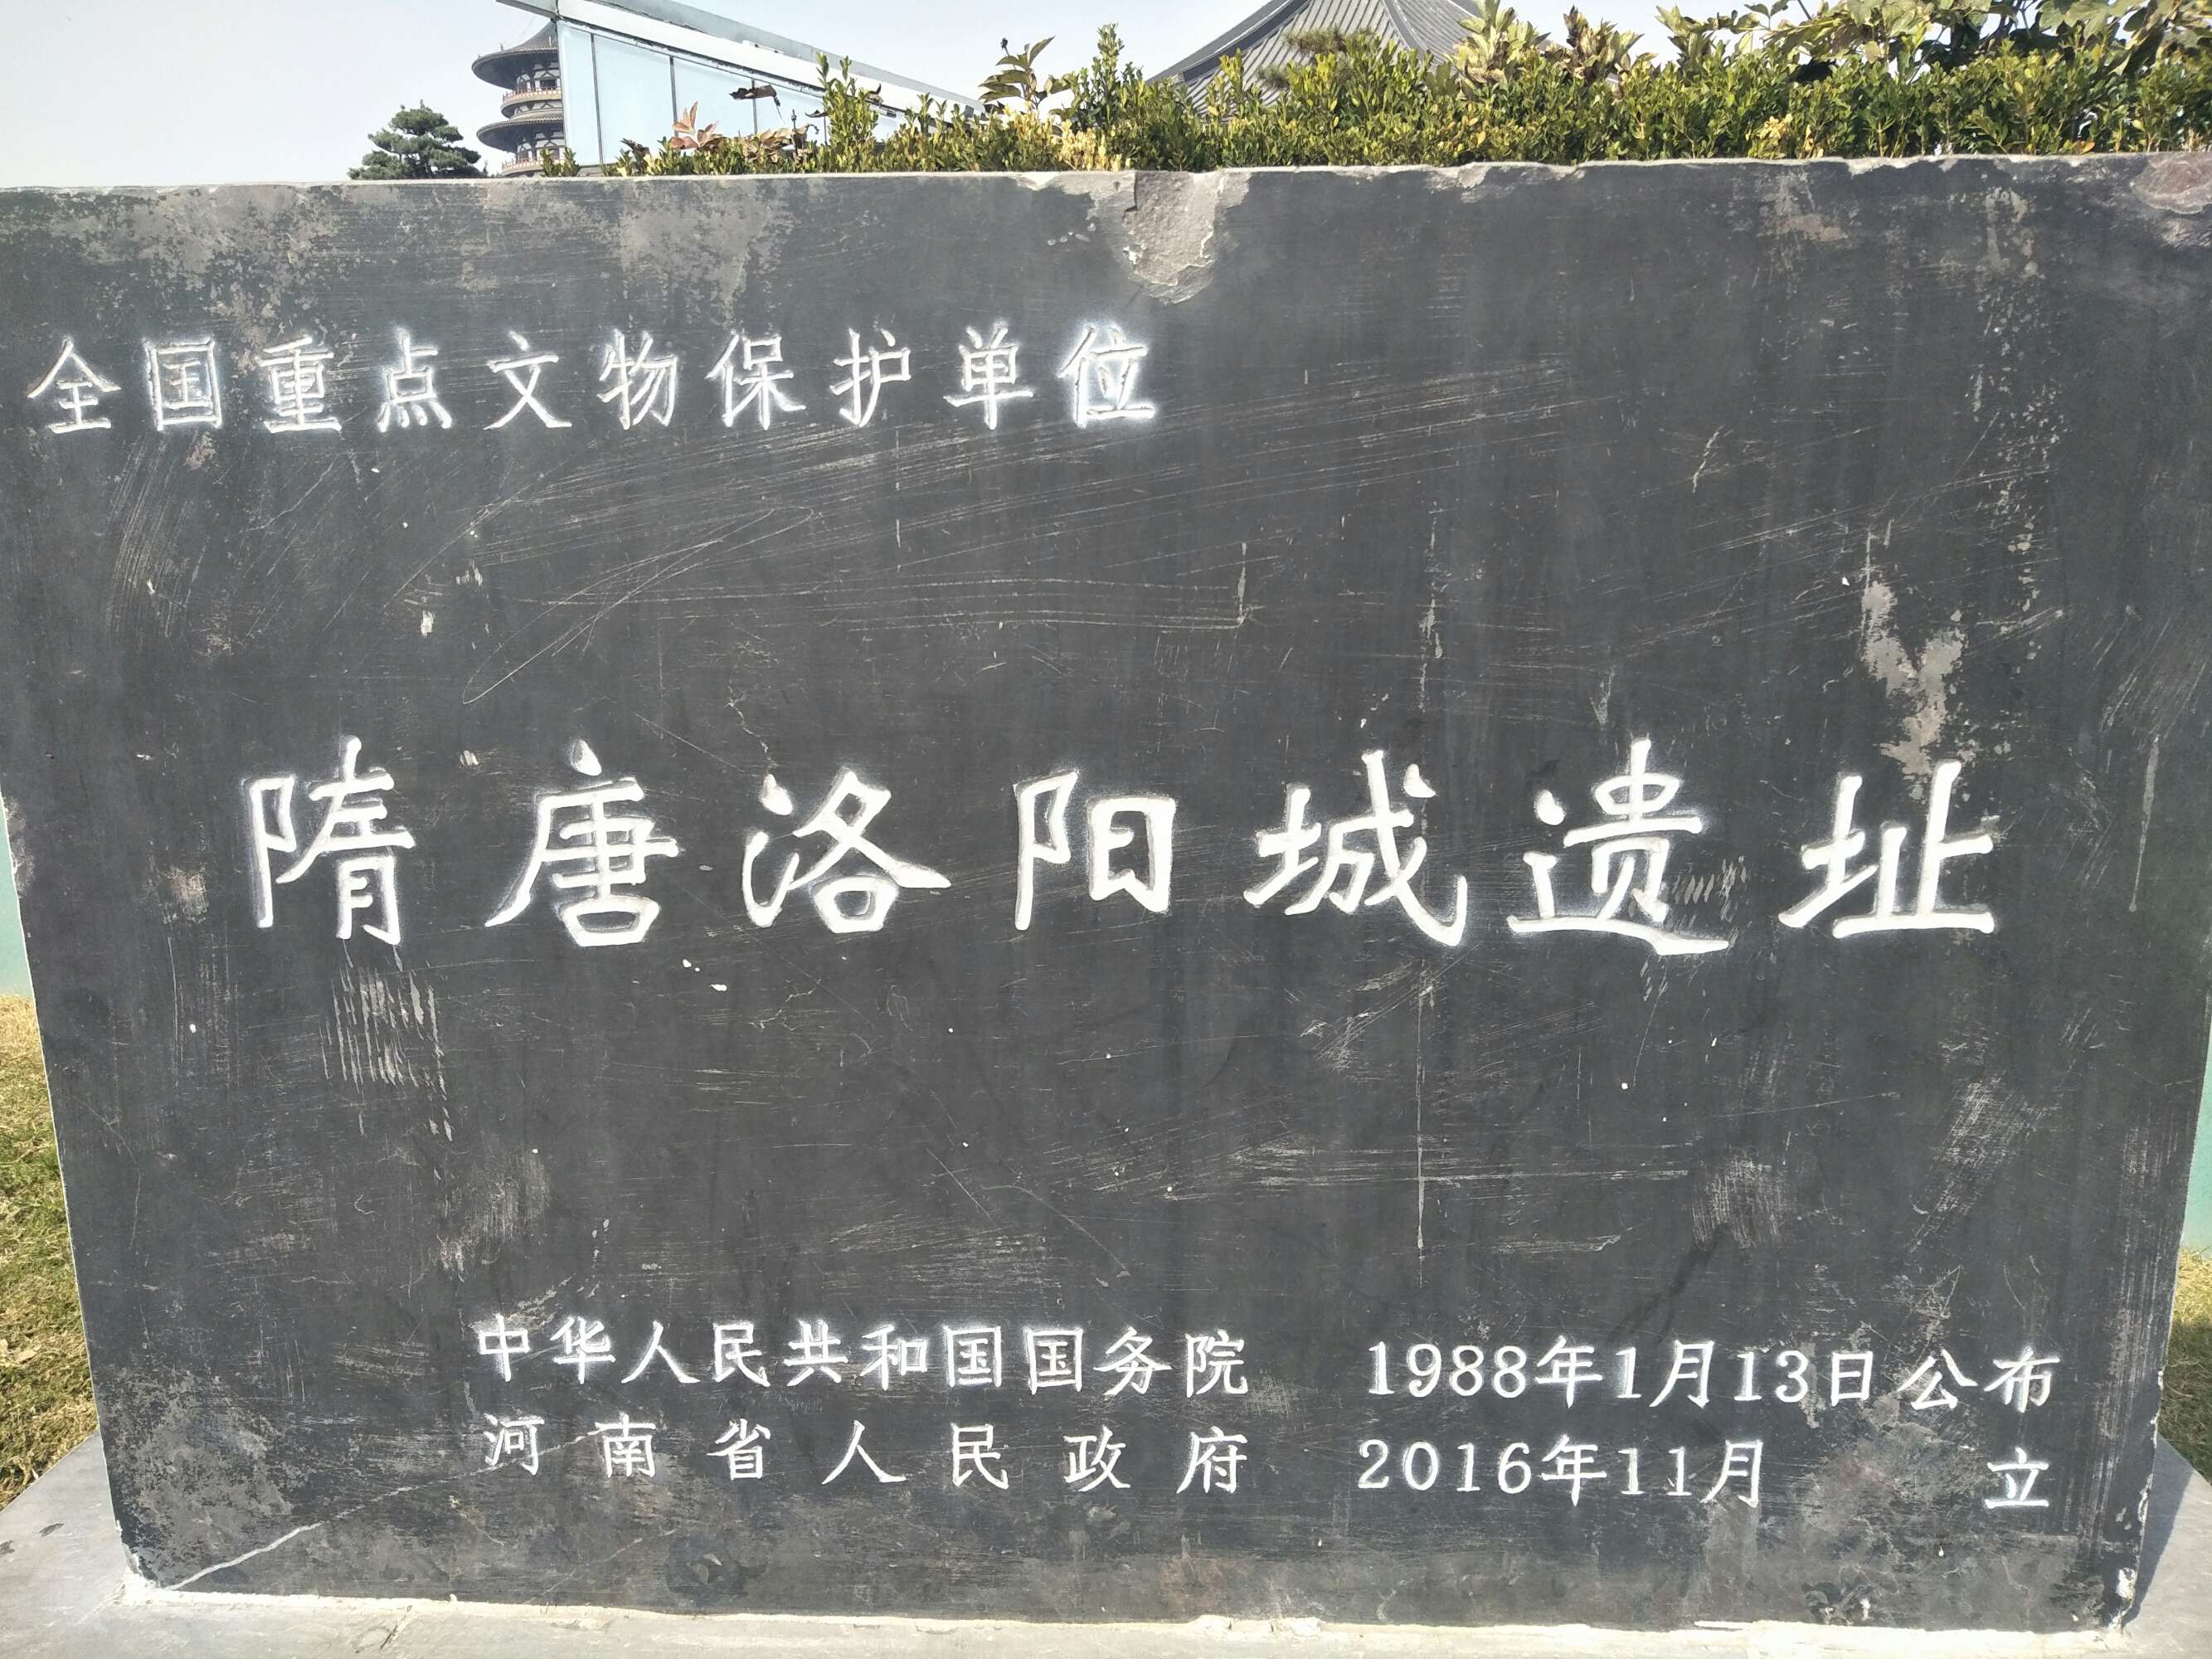 全国重点文物保护单位
隋唐洛阳城遗址
中华人民共和国国务院 1988年1月13日公布
河南省人民政府 2016年11月 立